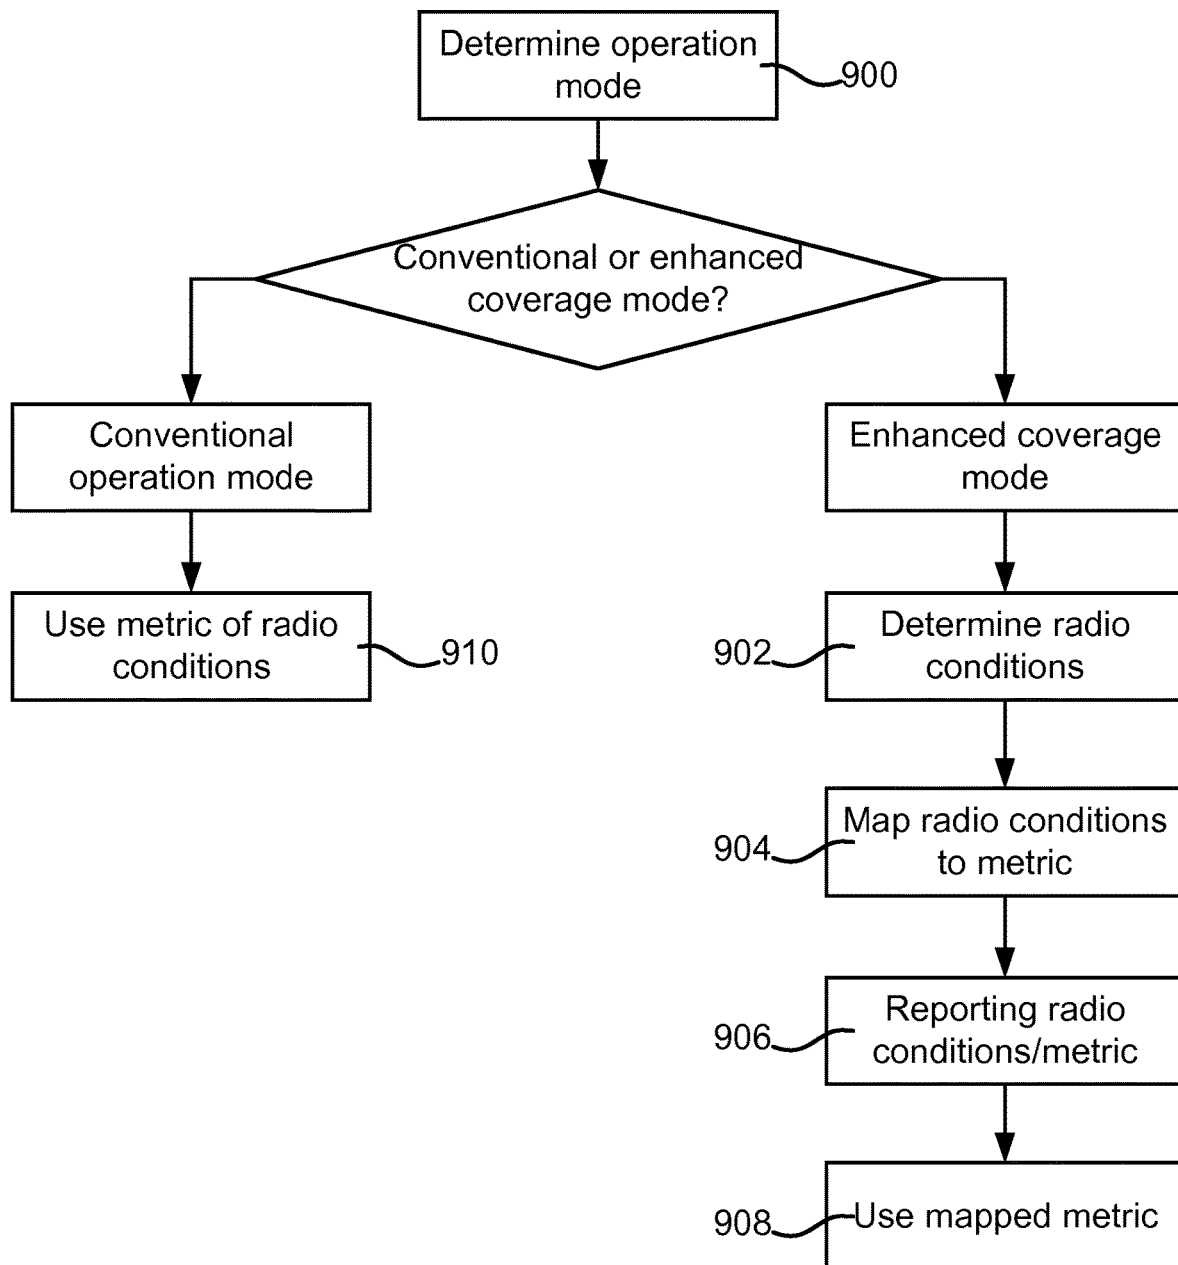 Determine operation
mode
900
Conventional or enhanced
coverage mode?
Conventional
operation mode
Enhanced coverage
mode
Use metric of radio
conditions
910
902
Determine radio
conditions
904
Map radio conditions
to metric
906
Reporting radio
conditions/metric
908
Use mapped metric